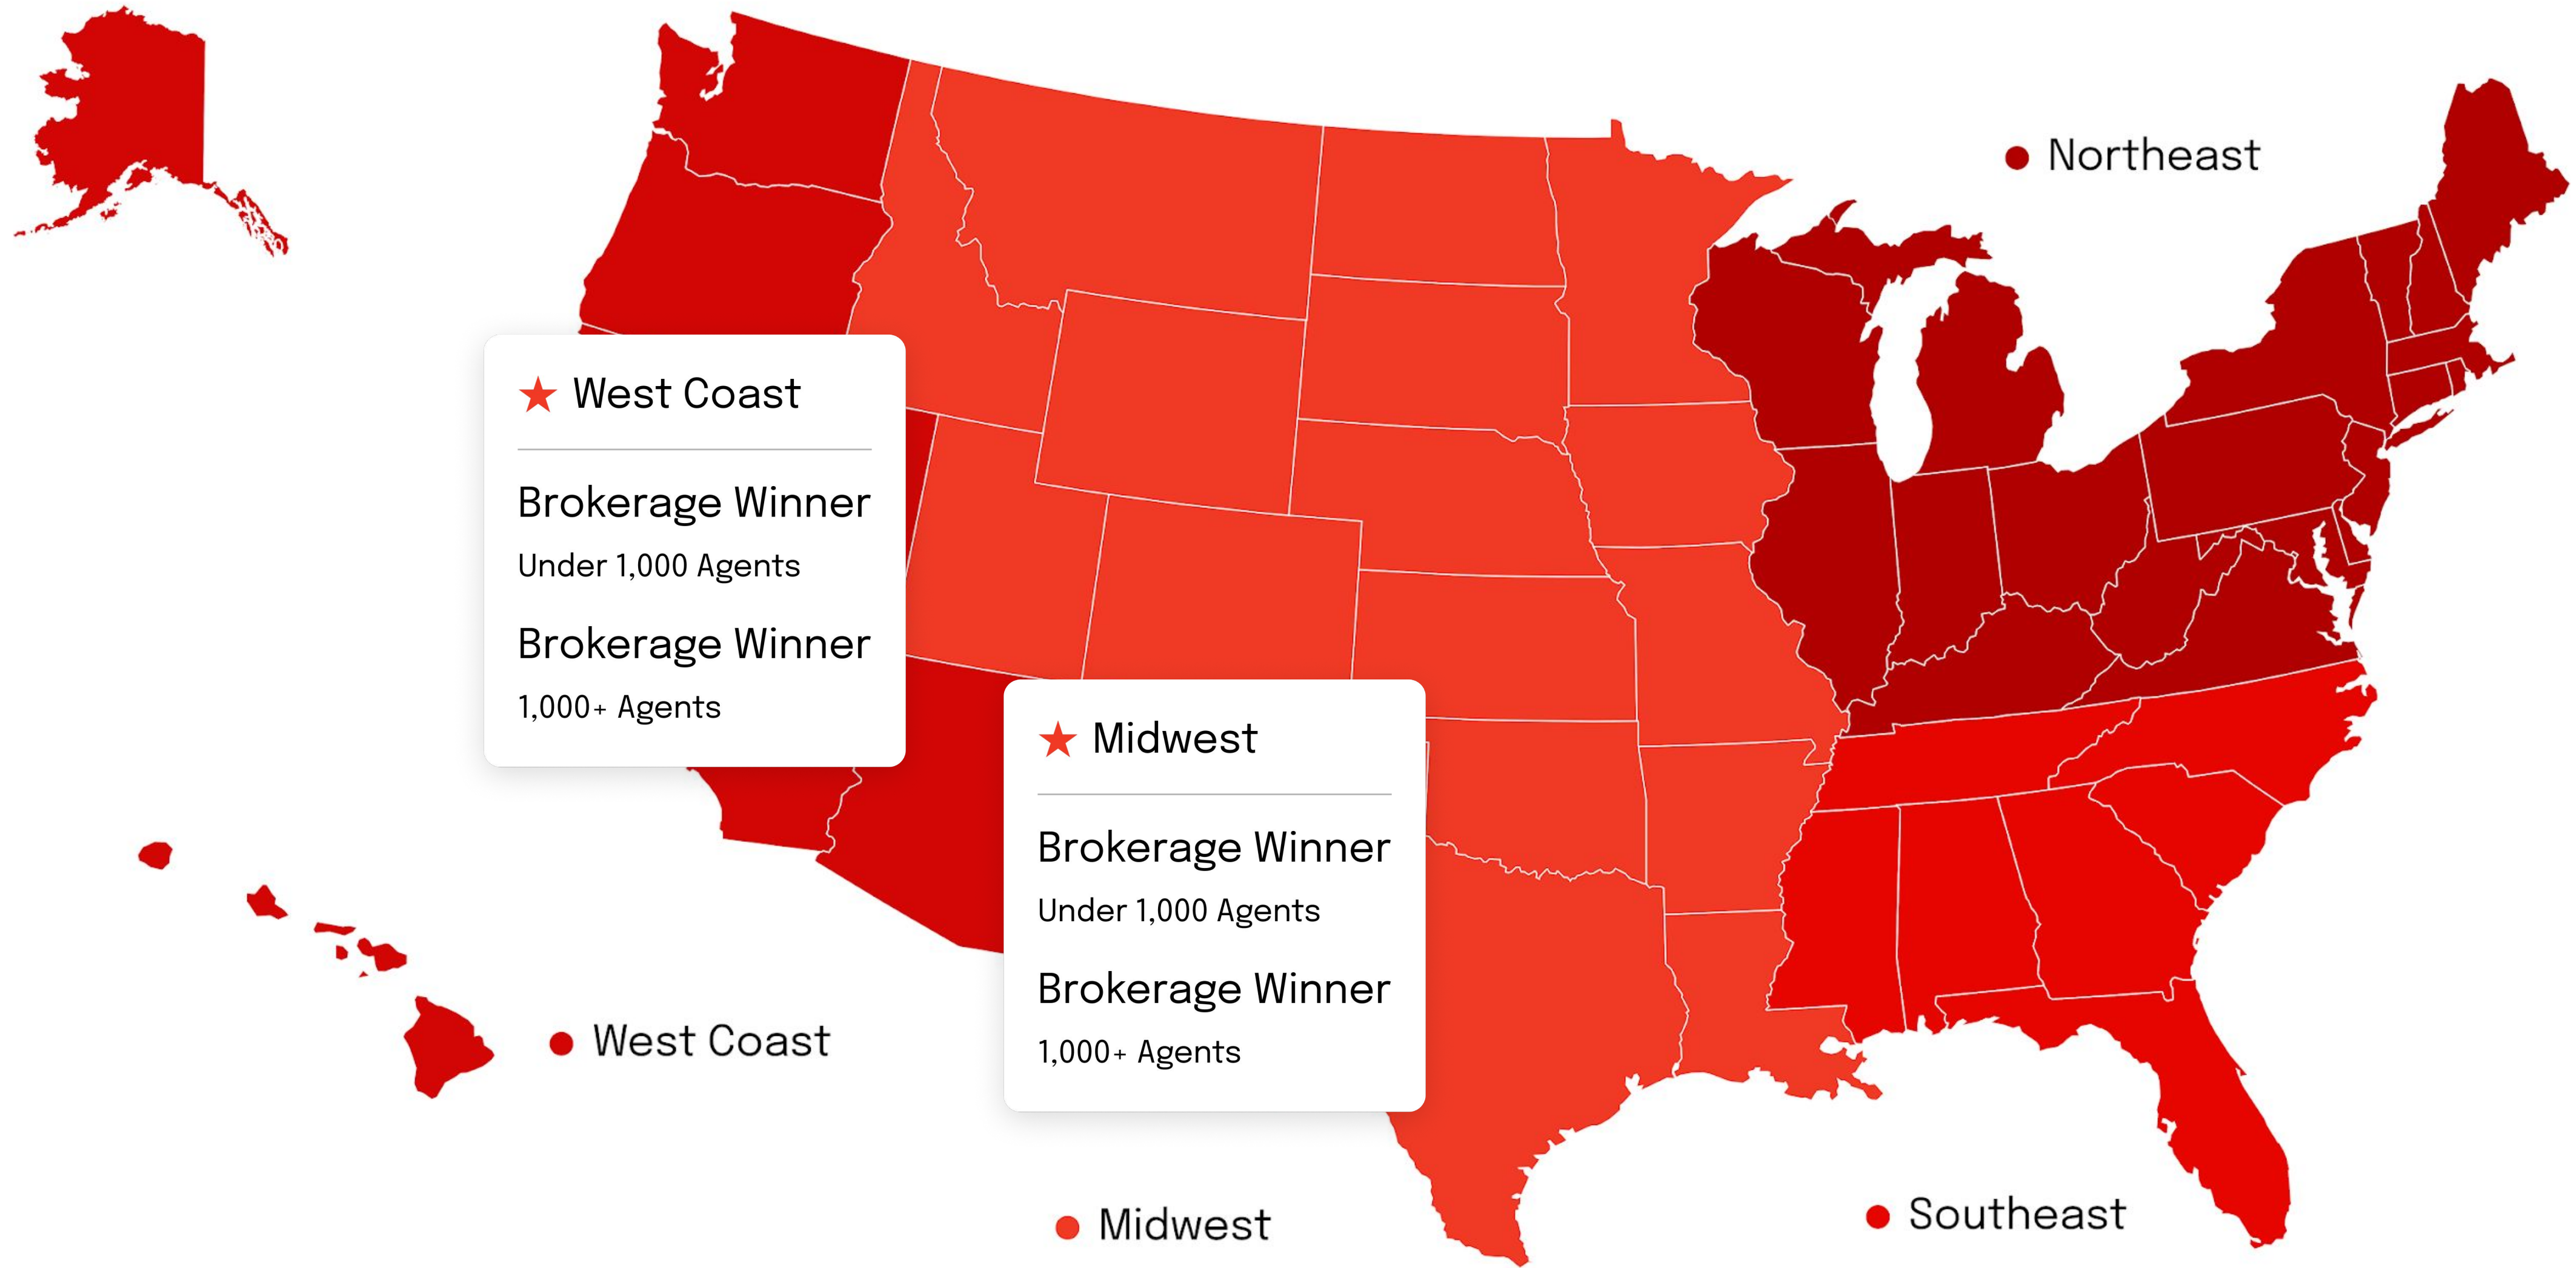 Northeast
West Coast
Brokerage Winner
Under 1,000 Agents
Brokerage Winner
1,000+ Agents
Midwest
Brokerage Winner
Under 1,000 Agents
Brokerage Winner
1,000+ Agents
West Coast
Midwest
Southeast